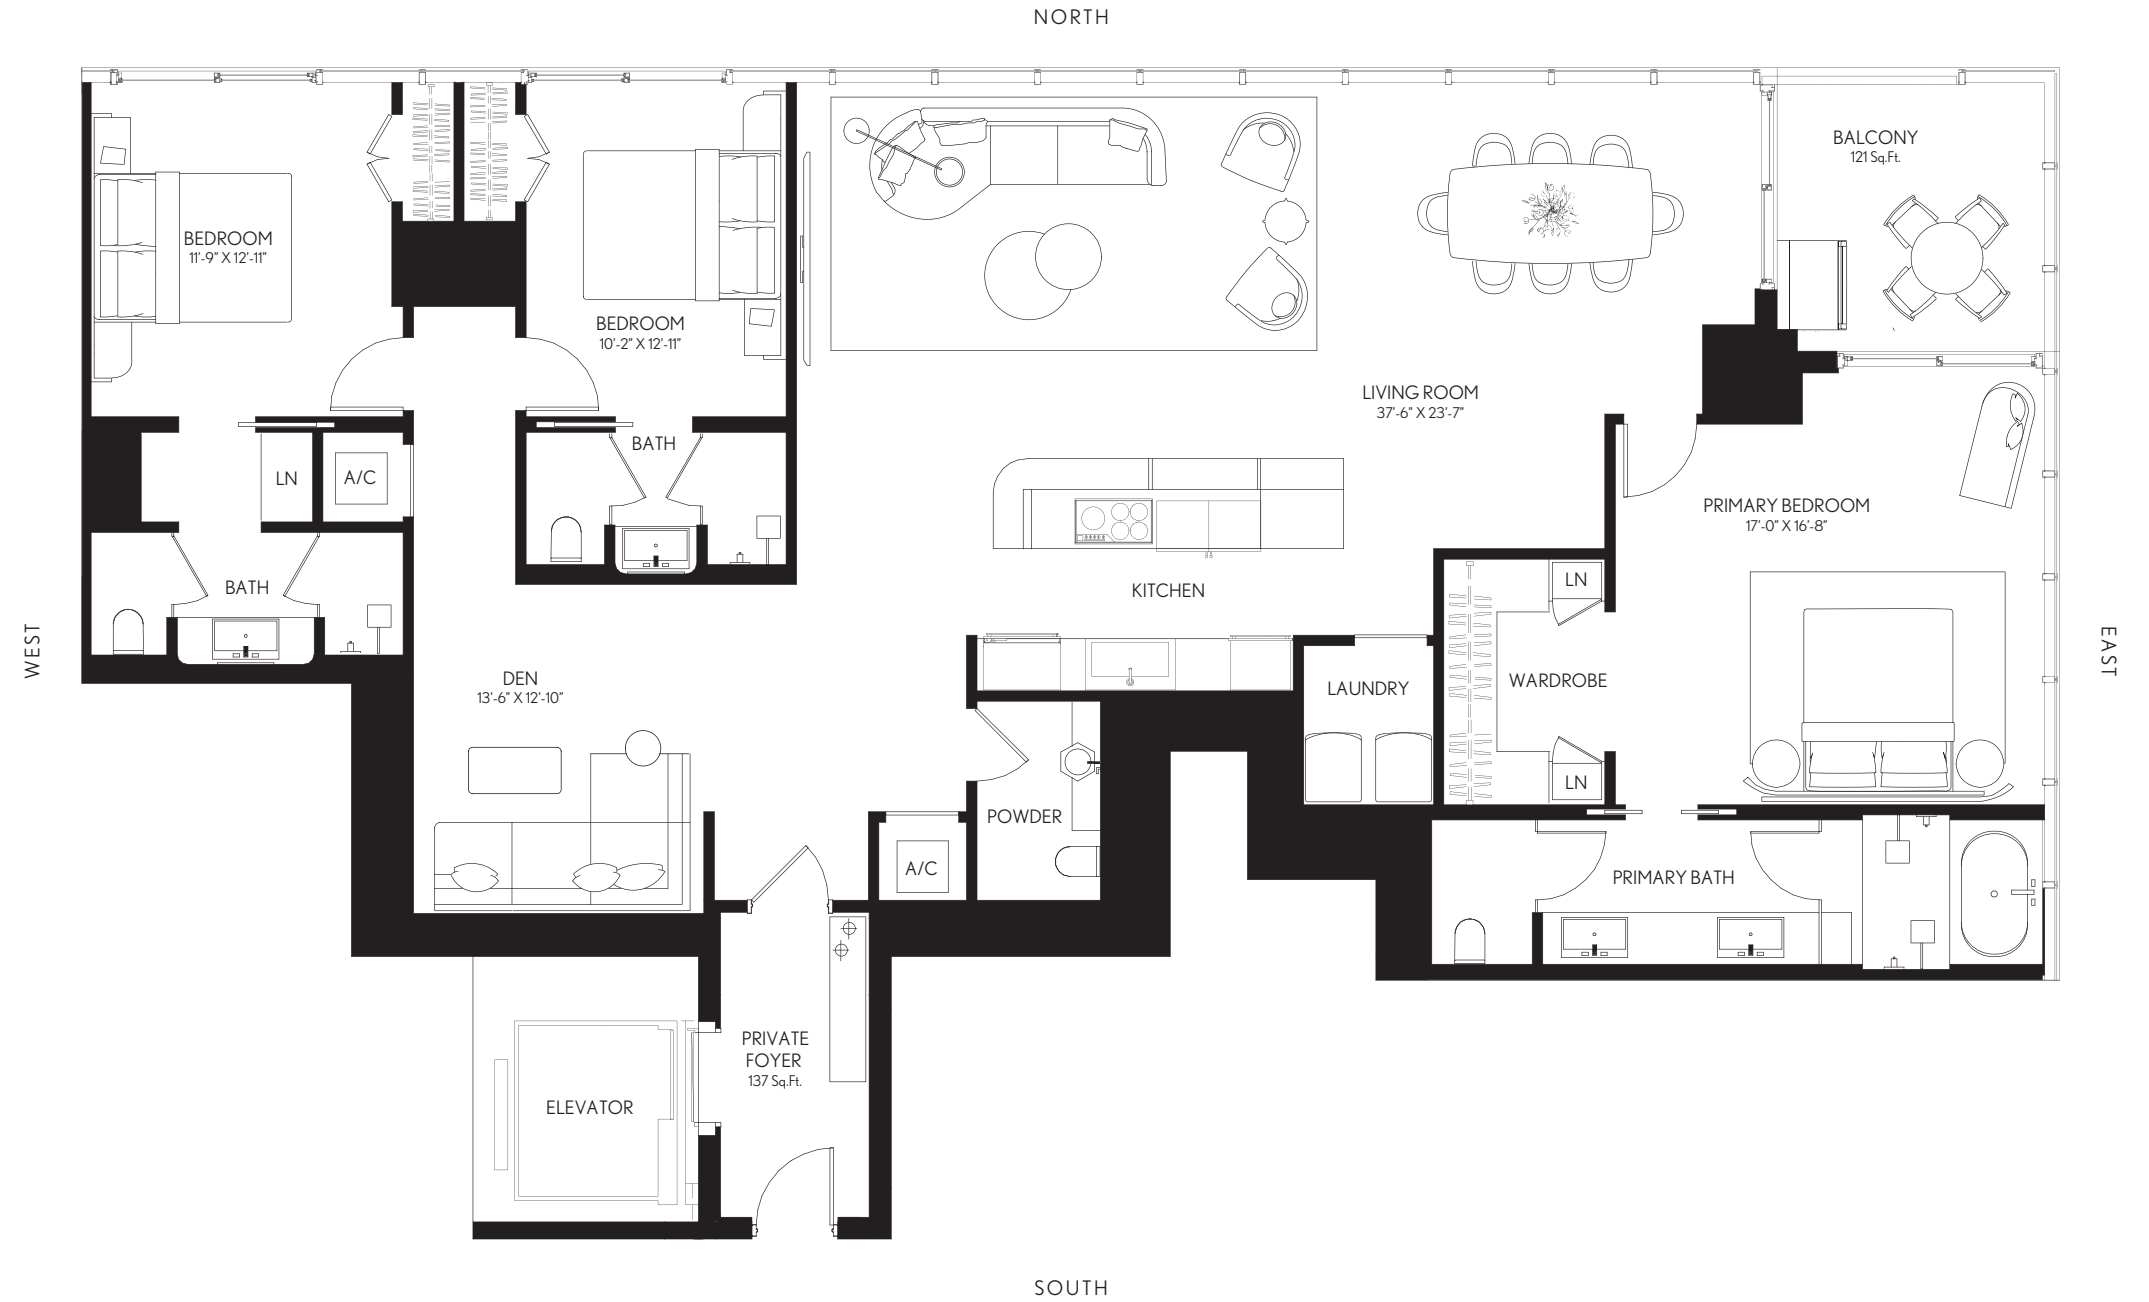 NORTH
BALCONY
121 Sq.Ft.
BEDROOM
11'-9" X 12'-11"
BEDROOM
10'-2" X 12'-11"
LIVING ROOM
37'-6" X 23'-7"
BATH
LN
A/C
PRIMARY BEDROOM
17'-0" X 16'-8"
BATH
KITCHEN
LN
WEST
EAST
DEN
13'-6" X 12'-10"
LAUNDRY
WARDROBE
LN
POWDER
A/C
PRIMARY BATH
PRIVATE
FOYER
137 Sq.Ft.
ELEVATOR
SOUTH